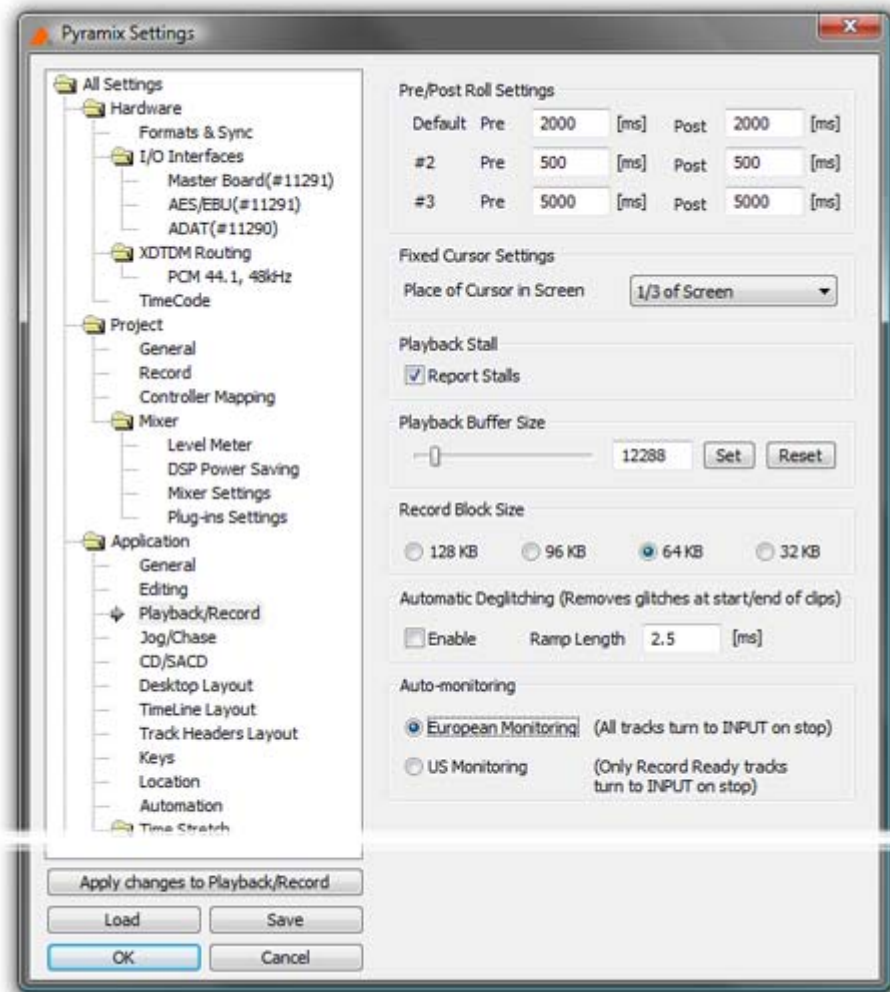 Pyramix Settings
All Settings
Hardware
Formats & Sync
I/O Interfaces
Master Board(#11291)
AES/EBU(#11291)
ADAT(#11290)
XDTDM Routing
PCM 44.1, 48kHz
TimeCode
Project
General
Record
Controller Mapping
Mixer
Level Meter
DSP Power Saving
Mixer Settings
Plug-ins Settings
Application
General
Editing
Playback/Record
Jog/Chase
CD/SACD
Desktop Layout
TimeLine Layout
Track Headers Layout
Keys
Location
Automation
Time Stretch
Apply changes to Playback/Record
Load Save
OK Cancel
Pre/Post Roll Settings
Default Pre 2000 [ms] Post 2000 [ms]
#2 Pre 500 [ms] Post 500 [ms]
#3 Pre 5000 [ms] Post 5000 [ms]
Fixed Cursor Settings
Place of Cursor in Screen 1/3 of Screen
Playback Stall
Report Stalls
Playback Buffer Size
12288 Set Reset
Record Block Size
128 KB 96 KB 64 KB 32 KB
Automatic Deglitching (Removes glitches at start/end of clips)
Enable Ramp Length 2.5 [ms]
Auto-monitoring
European Monitoring (All tracks turn to INPUT on stop)
US Monitoring (Only Record Ready tracks
turn to INPUT on stop)